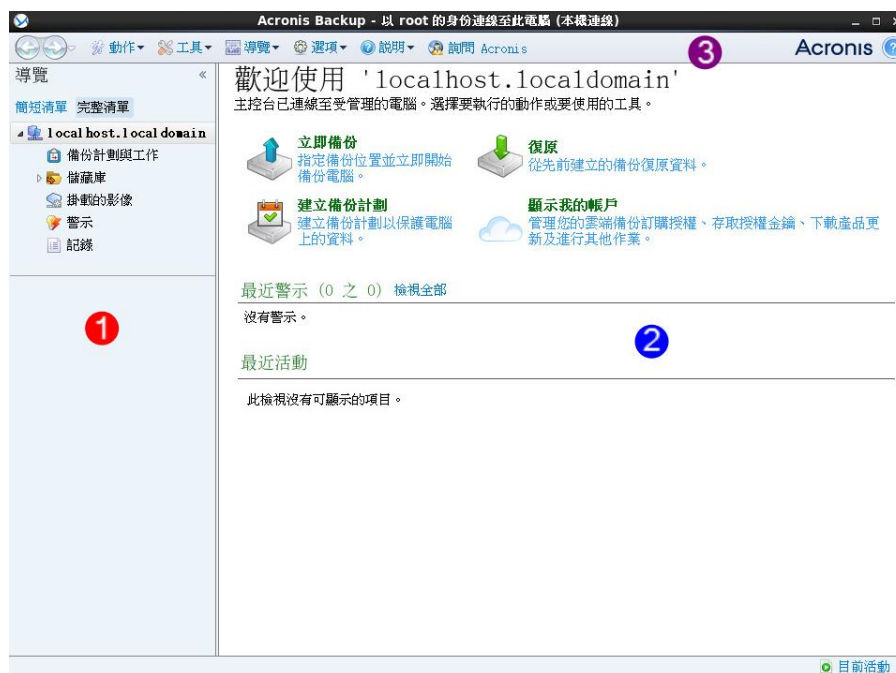 Acronis Backup - 以 root 的身份連線至此電腦 (本機連線)
動作 工具 導覽 選項 説明 詢問 Acronis
3
Acronis
導覽 «
簡短清單 完整清單
localhost.localdomain
備份計劃與工作
儲藏庫
掛載的影像
警示
記錄
1
歡迎使用 'localhost.localdomain'
主控台已連線至受管理的電腦。選擇要執行的動作或要使用的工具。
立即備份
指定備份位置並立即開始
備份電腦。
復原
從先前建立的備份復原資料。
建立備份計劃
建立備份計劃以保護電腦
上的資料。
顯示我的帳戶
管理您的雲端備份訂購授權、存取授權金鑰、下載產品更
新及進行其他作業。
最近警示 (0 之 0) 檢視全部
沒有警示。
2
最近活動
此檢視沒有可顯示的項目。
目前活動